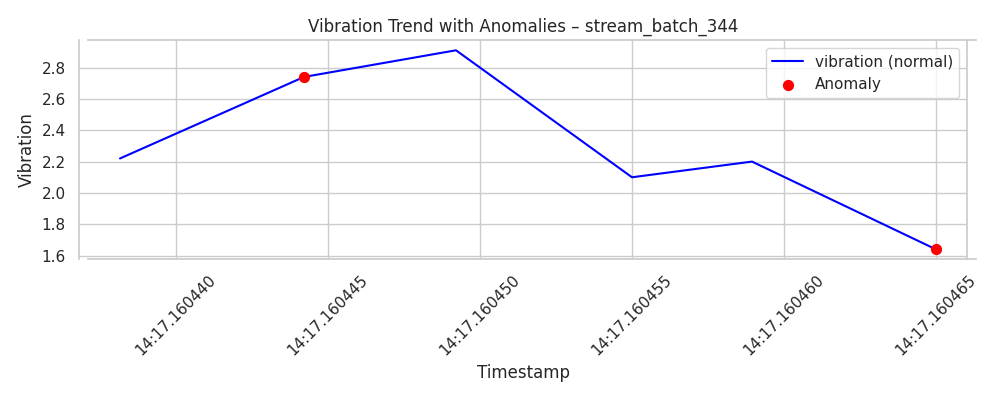 Vibration Trend with Anomalies – stream_batch_344
vibration (normal)
Anomaly
Vibration
2.8
2.6
2.4
2.2
2.0
1.8
1.6
14:17.160440
14:17.160445
14:17.160450
14:17.160455
14:17.160460
14:17.160465
Timestamp